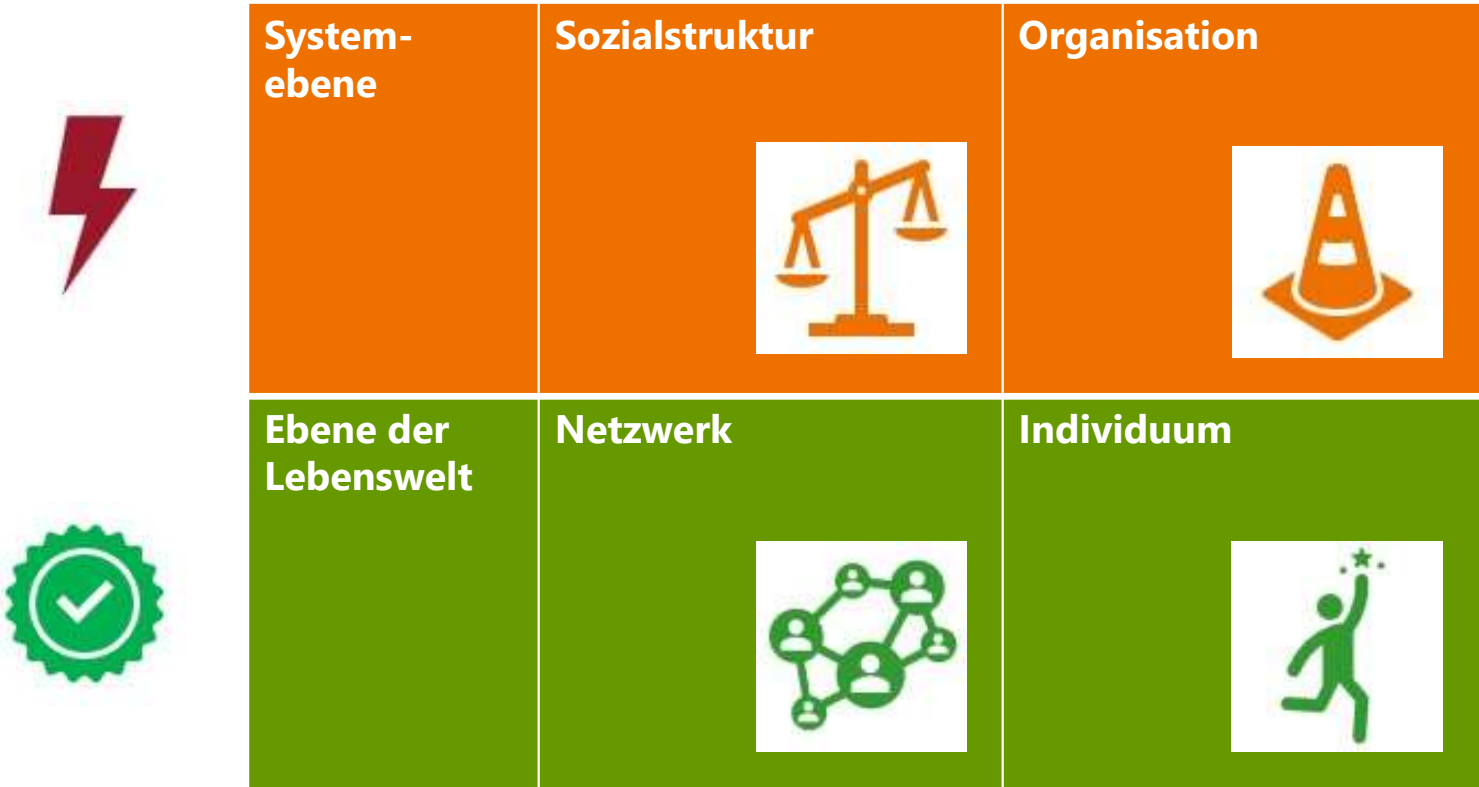 System-
ebene
Sozialstruktur
Organisation
Ebene der
Lebenswelt
Netzwerk
Individuum